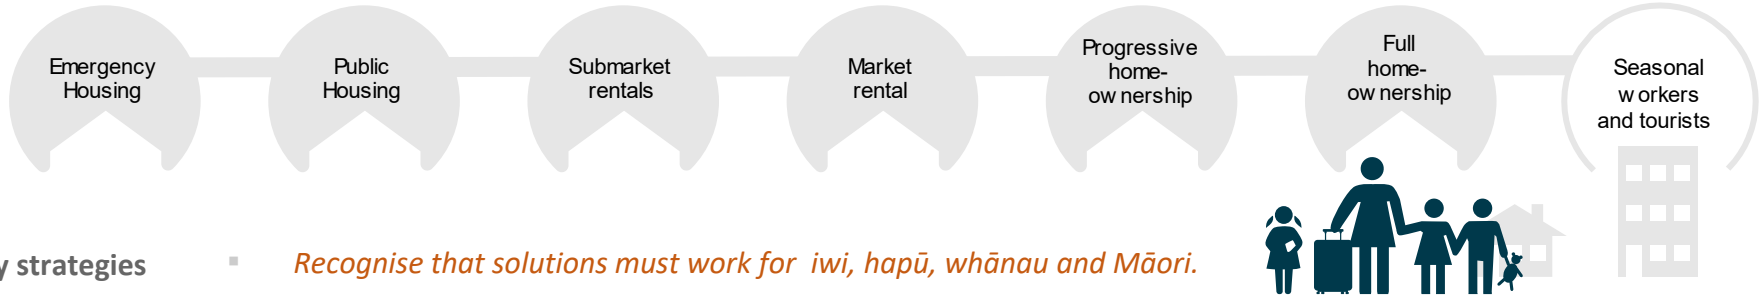 Emergency
Housing
Public
Housing
Submarket
rentals
Market
rental
Progressive
home-
ow nership
Full
home-
ow nership
Seasonal
w orkers
and tourists
y strategies
▪ Recognise that solutions must work for iwi, hapū, whānau and Māori.